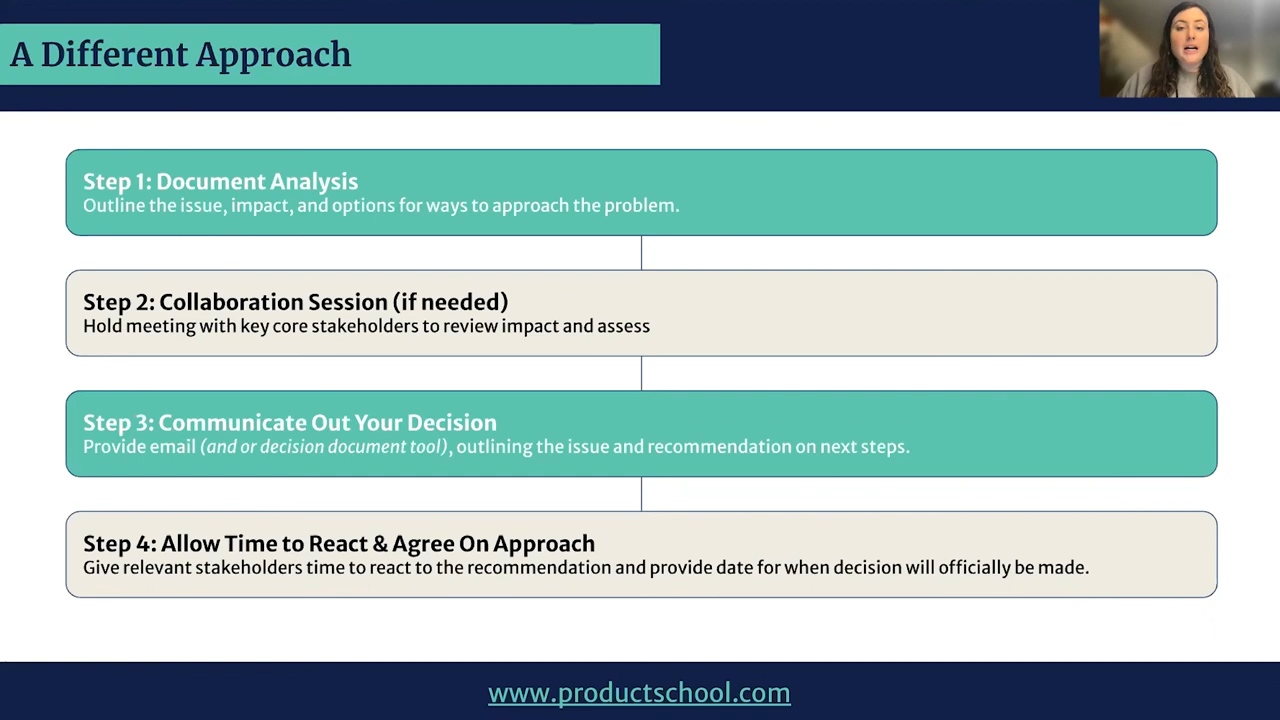 A Different Approach
Step 1: Document Analysis
Outline the issue, impact, and options for ways to approach the problem.
Step 2: Collaboration Session (if needed)
Hold meeting with key core stakeholders to review impact and assess
Step 3: Communicate Out Your Decision
Provide email (and or decision document tool), outlining the issue and recommendation on next steps.
Step 4: Allow Time to React & Agree On Approach
Give relevant stakeholders time to react to the recommendation and provide date for when decision will officially be made.
www.productschool.com